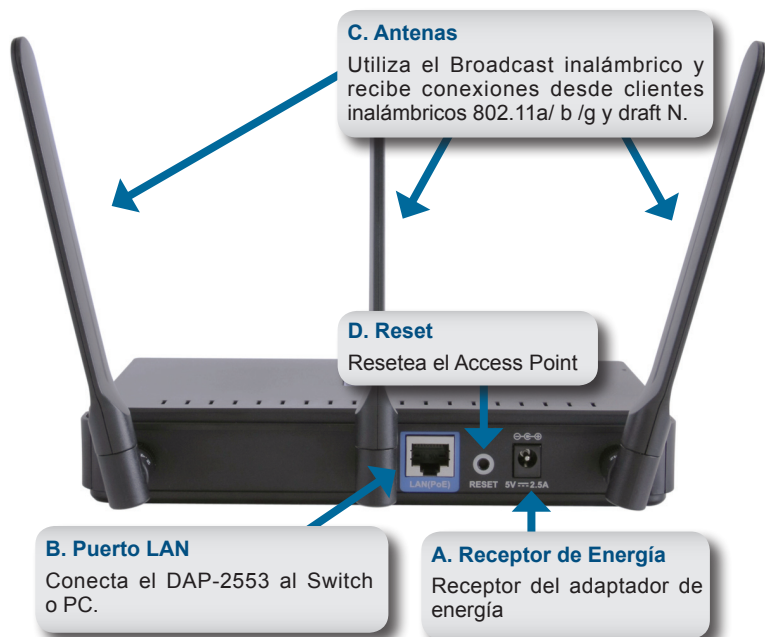 C. Antenas
Utiliza el Broadcast inalámbrico y
recibe conexiones desde clientes
inalámbricos 802.11a/ b /g y draft N.
D. Reset
Resetea el Access Point
LAN(PoE)
RESET
5V⎓2.5A
B. Puerto LAN
Conecta el DAP-2553 al Switch
o PC.
A. Receptor de Energía
Receptor del adaptador de
energía